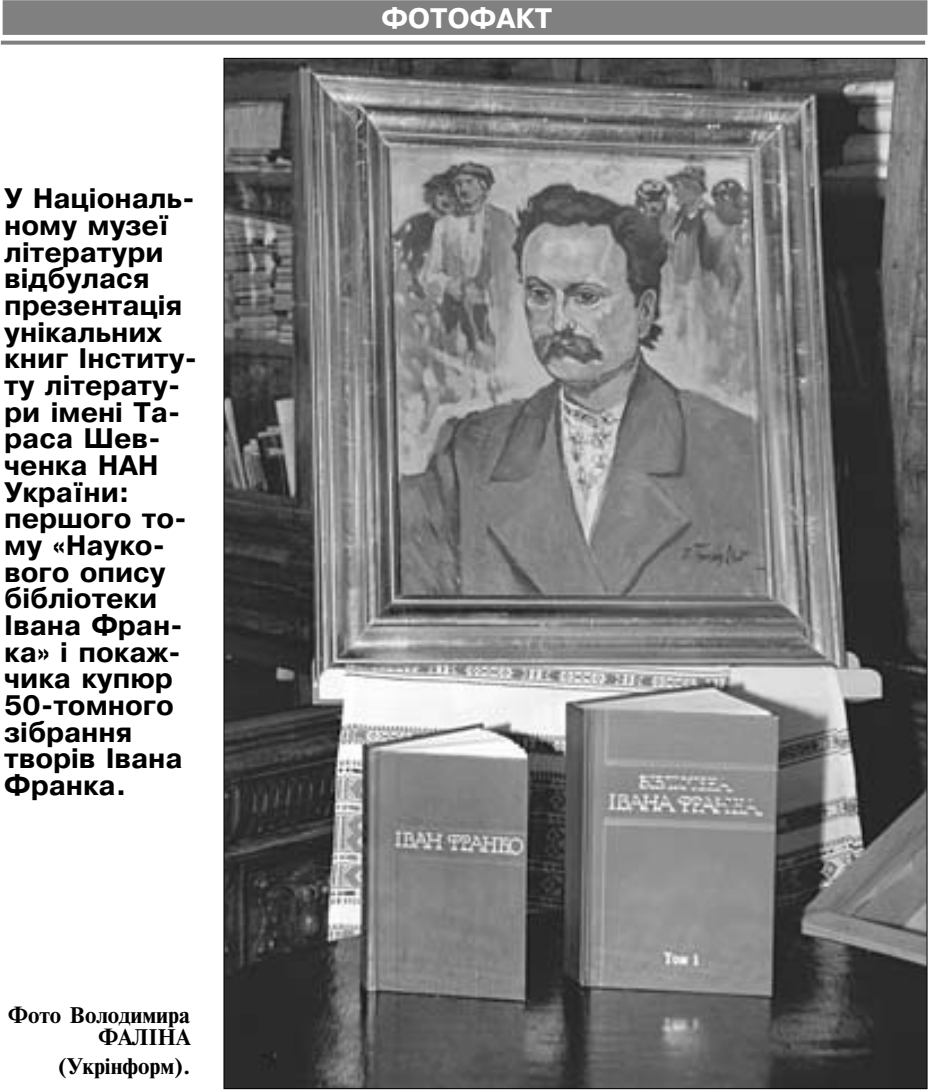 ФОТОФАКТ
У Національ-
ному музеї
літератури
відбулася
презентація
унікальних
книг Інститу-
ту літерату-
ри імені Та-
раса Шев-
ченка НАН
України:
першого то-
му «Науко-
вого опису
бібліотеки
Івана Фран-
ка» і покаж-
чика купюр
50-томного
зібрання
творів Івана
Франка.
Фото Володимира
ФАЛІНА
(Укрінформ).
ІВАН ФРАНКО
БІБЛІОТЕКА
ІВАНА ФРАНКА
Том 1